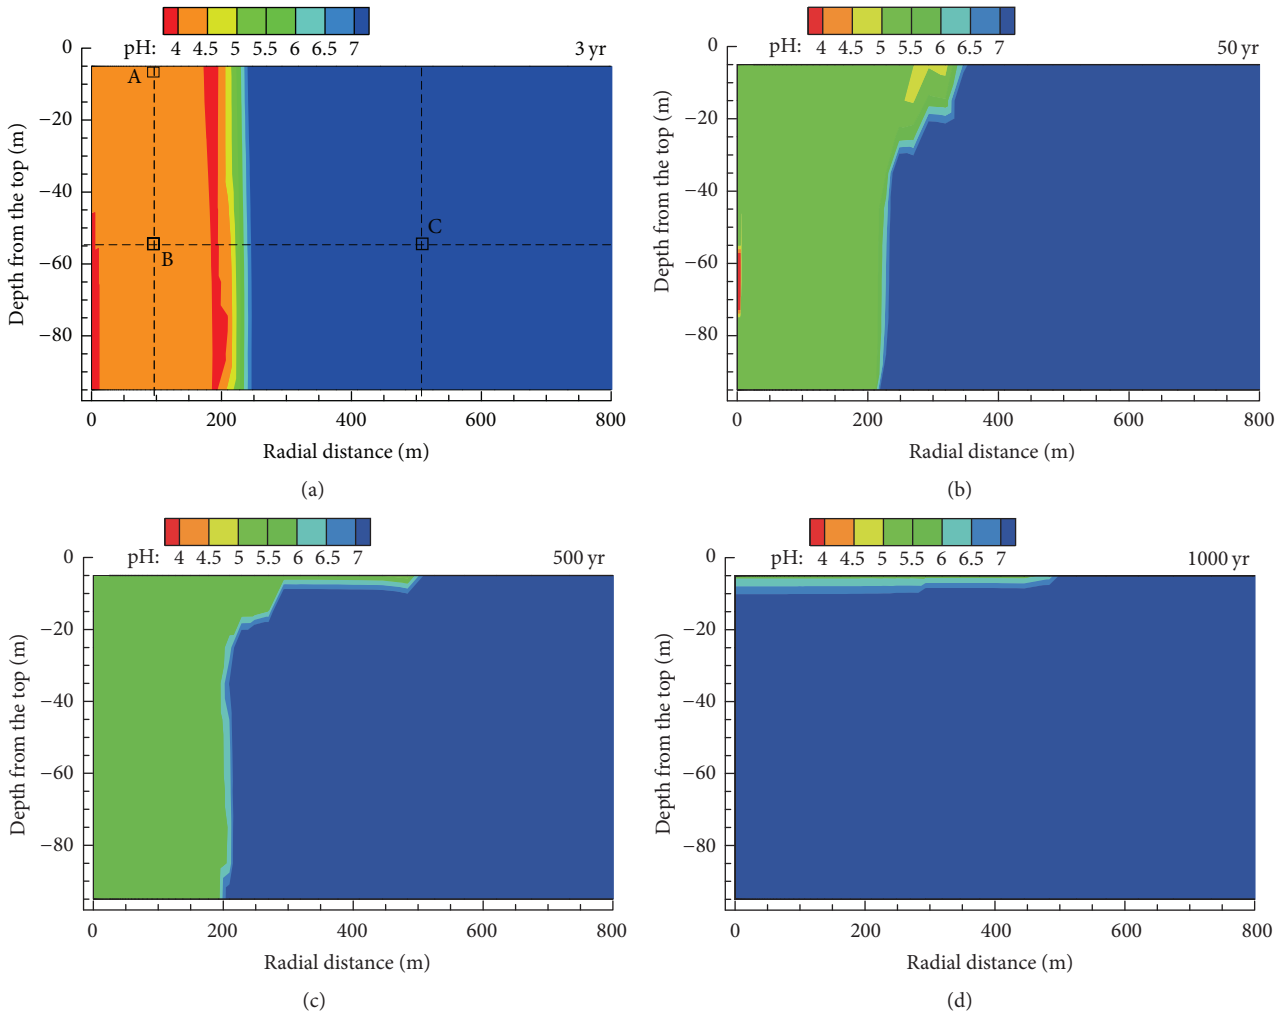 pH: 4 4.5 5 5.5 6 6.5 7
3 yr
0
−20
−40
−60
−80
Depth from the top (m)
A
B
C
0 200 400 600 800
Radial distance (m)
(a)
pH: 4 4.5 5 5.5 6 6.5 7
50 yr
0
−20
−40
−60
−80
Depth from the top (m)
0 200 400 600 800
Radial distance (m)
(b)
pH: 4 4.5 5 5.5 6 6.5 7
500 yr
0
−20
−40
−60
−80
Depth from the top (m)
0 200 400 600 800
Radial distance (m)
(c)
pH: 4 4.5 5 5.5 6 6.5 7
1000 yr
0
−20
−40
−60
−80
Depth from the top (m)
0 200 400 600 800
Radial distance (m)
(d)